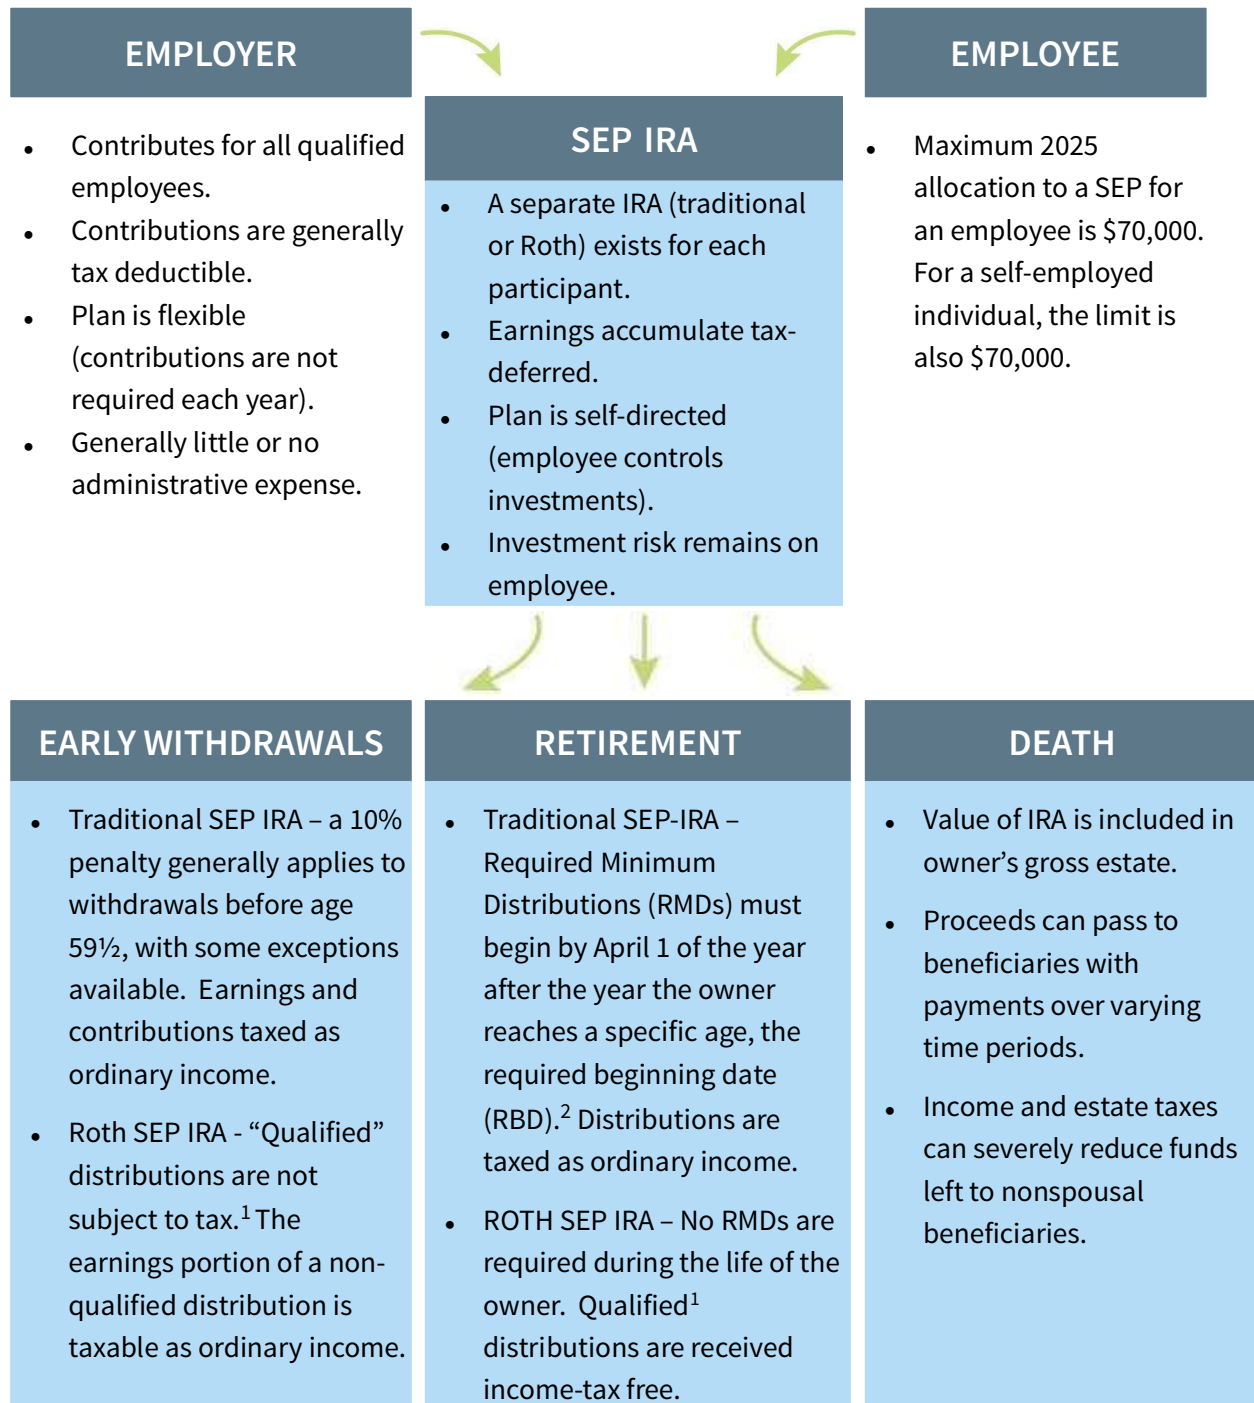 EMPLOYER
• Contributes for all qualified
employees.
• Contributions are generally
tax deductible.
• Plan is flexible
(contributions are not
required each year).
• Generally little or no
administrative expense.
SEP IRA
• A separate IRA (traditional
or Roth) exists for each
participant.
• Earnings accumulate tax-
deferred.
• Plan is self-directed
(employee controls
investments).
• Investment risk remains on
employee.
EMPLOYEE
• Maximum 2025
allocation to a SEP for
an employee is $70,000.
For a self-employed
individual, the limit is
also $70,000.
EARLY WITHDRAWALS
• Traditional SEP IRA – a 10%
penalty generally applies to
withdrawals before age
59½, with some exceptions
available.  Earnings and
contributions taxed as
ordinary income.
• Roth SEP IRA - “Qualified”
distributions are not
subject to tax.¹ The
earnings portion of a non-
qualified distribution is
taxable as ordinary income.
RETIREMENT
• Traditional SEP-IRA –
Required Minimum
Distributions (RMDs) must
begin by April 1 of the year
after the year the owner
reaches a specific age, the
required beginning date
(RBD).² Distributions are
taxed as ordinary income.
• ROTH SEP IRA – No RMDs are
required during the life of the
owner.  Qualified¹
distributions are received
income-tax free.
DEATH
• Value of IRA is included in
owner’s gross estate.
• Proceeds can pass to
beneficiaries with
payments over varying
time periods.
• Income and estate taxes
can severely reduce funds
left to nonspousal
beneficiaries.